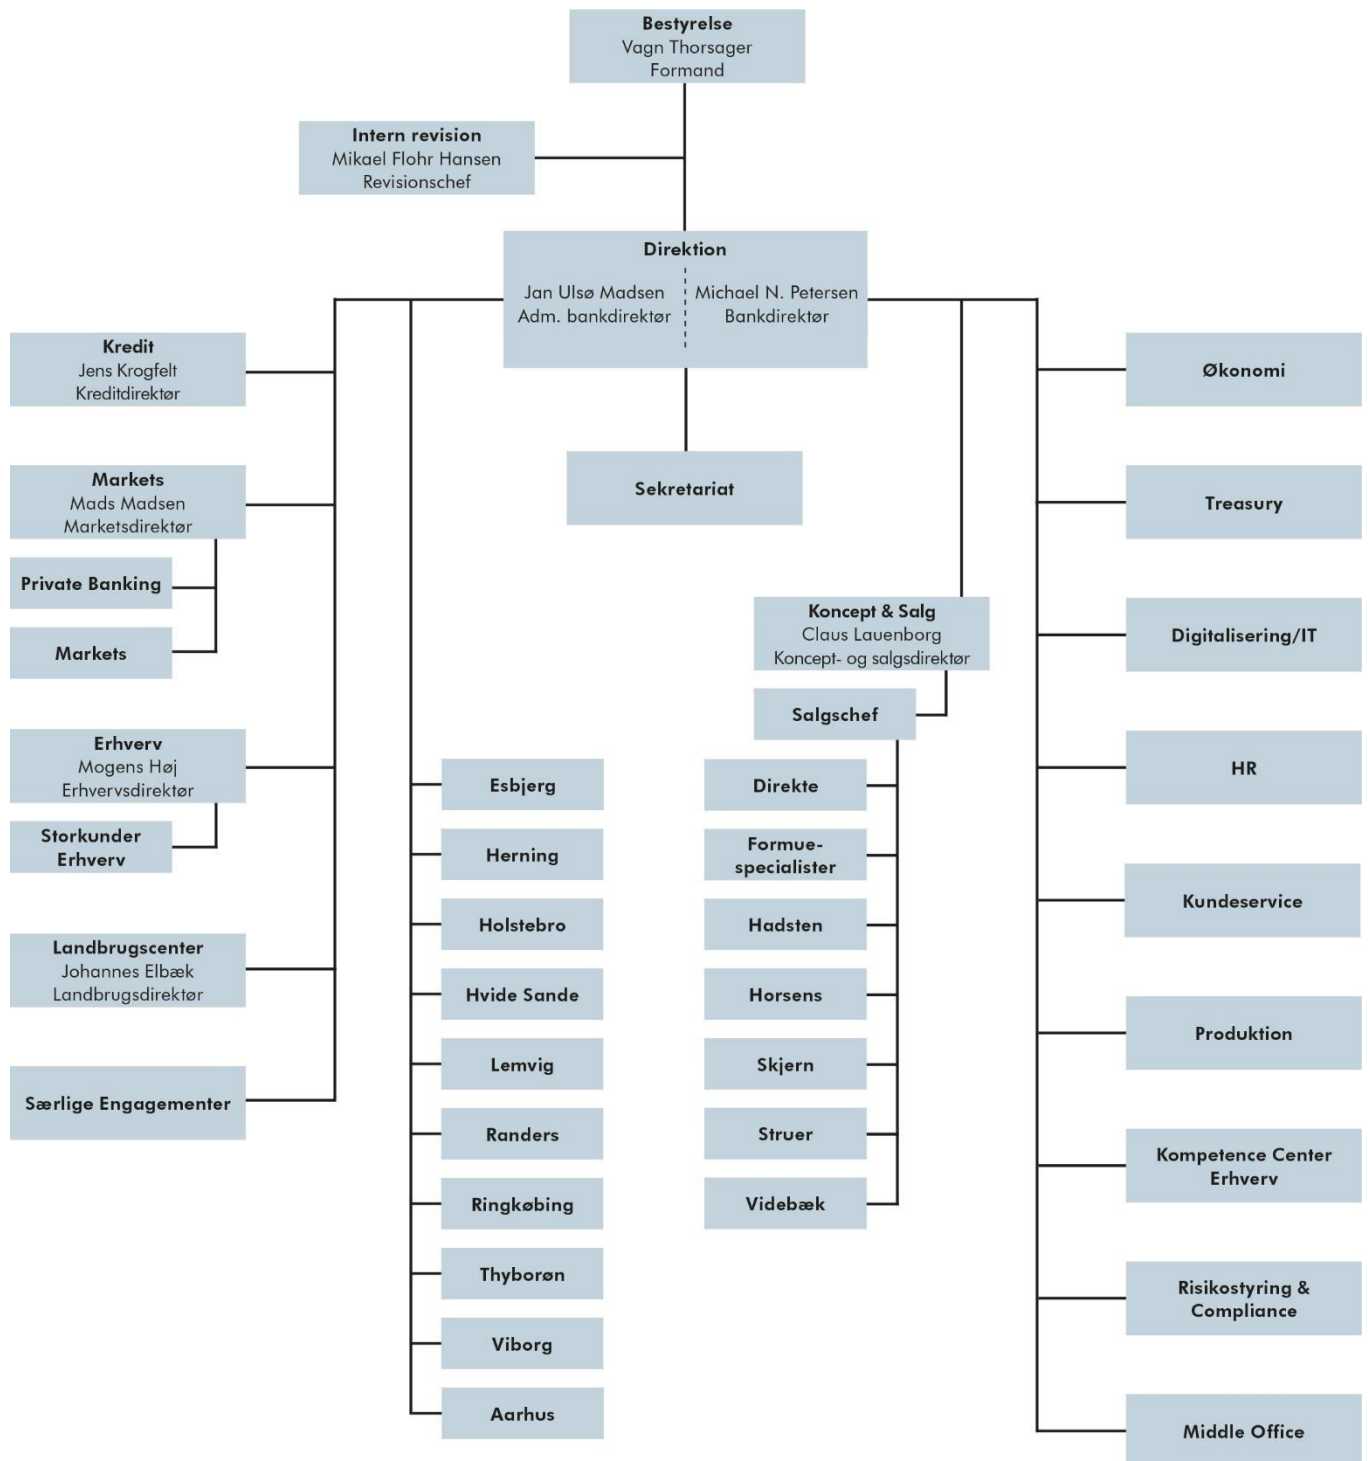 Bestyrelse
Vagn Thorsager
Formand
Intern revision
Mikael Flohr Hansen
Revisionschef
Direktion
Jan Ulsø Madsen
Adm. bankdirektør
Michael N. Petersen
Bankdirektør
Sekretariat
Kredit
Jens Krogfelt
Kreditdirektør
Markets
Mads Madsen
Marketsdirektør
Private Banking
Markets
Erhverv
Mogens Høj
Erhvervsdirektør
Storkunder
Erhverv
Landbrugscenter
Johannes Elbæk
Landbrugsdirektør
Særlige Engagementer
Esbjerg
Herning
Holstebro
Hvide Sande
Lemvig
Randers
Ringkøbing
Thyborøn
Viborg
Aarhus
Koncept & Salg
Claus Lauenborg
Koncept- og salgsdirektør
Salgschef
Direkte
Formue-
specialister
Hadsten
Horsens
Skjern
Struer
Videbæk
Økonomi
Treasury
Digitalisering/IT
HR
Kundeservice
Produktion
Kompetence Center
Erhverv
Risikostyring &
Compliance
Middle Office